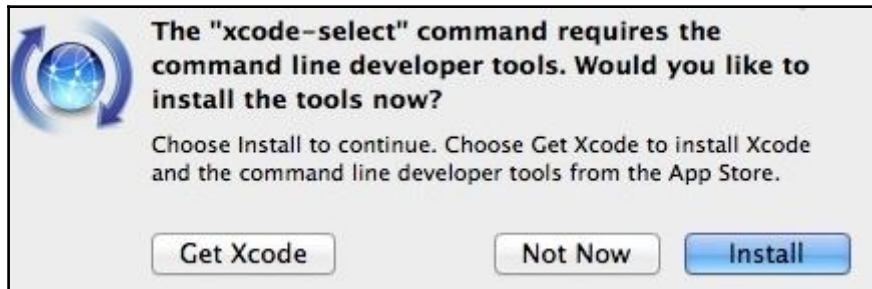 The "xcode-select" command requires the
command line developer tools. Would you like to
install the tools now?
Choose Install to continue. Choose Get Xcode to install Xcode
and the command line developer tools from the App Store.
Get Xcode
Not Now
Install